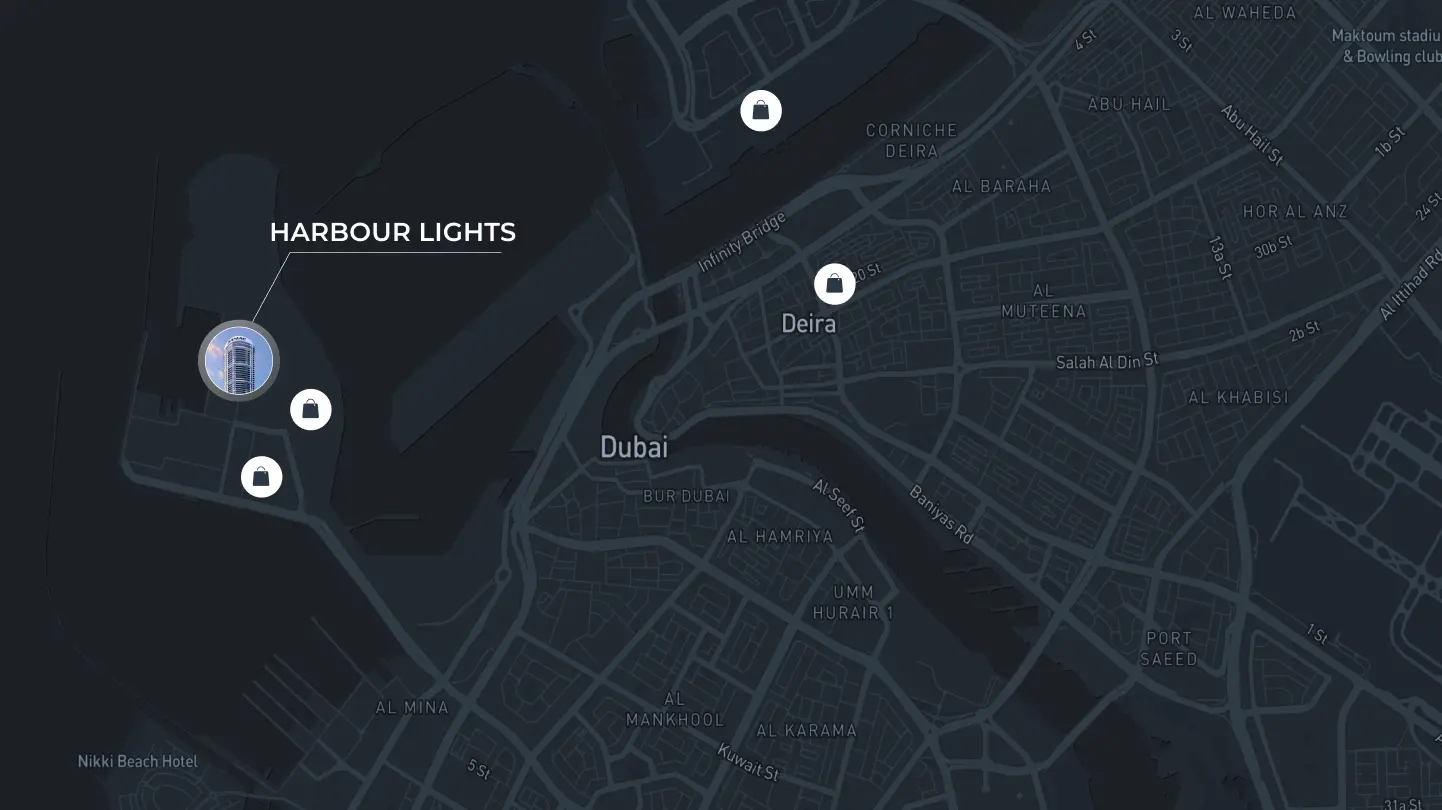 AL WAHEDA
Maktoum stadiu
& Bowling club
4 St
3 St
ABU HAIL
Abu Hail St
1b St
CORNICHE
DEIRA
AL BARAHA
HOR AL ANZ
24 St
HARBOUR LIGHTS
Infinity Bridge
13a St
30b St
20 St
Al Ittihad Rd
AL
MUTEENA
Deira
2b St
Salah Al Din St
AL KHABISI
Dubai
BUR DUBAI
Al Seef St
Baniyas Rd
AL HAMRIYA
UMM
HURAIR 1
1 St
PORT
SAEED
AL MINA
AL
MANKHOOL
AL KARAMA
Kuwait St
Nikki Beach Hotel
5 St
31a St